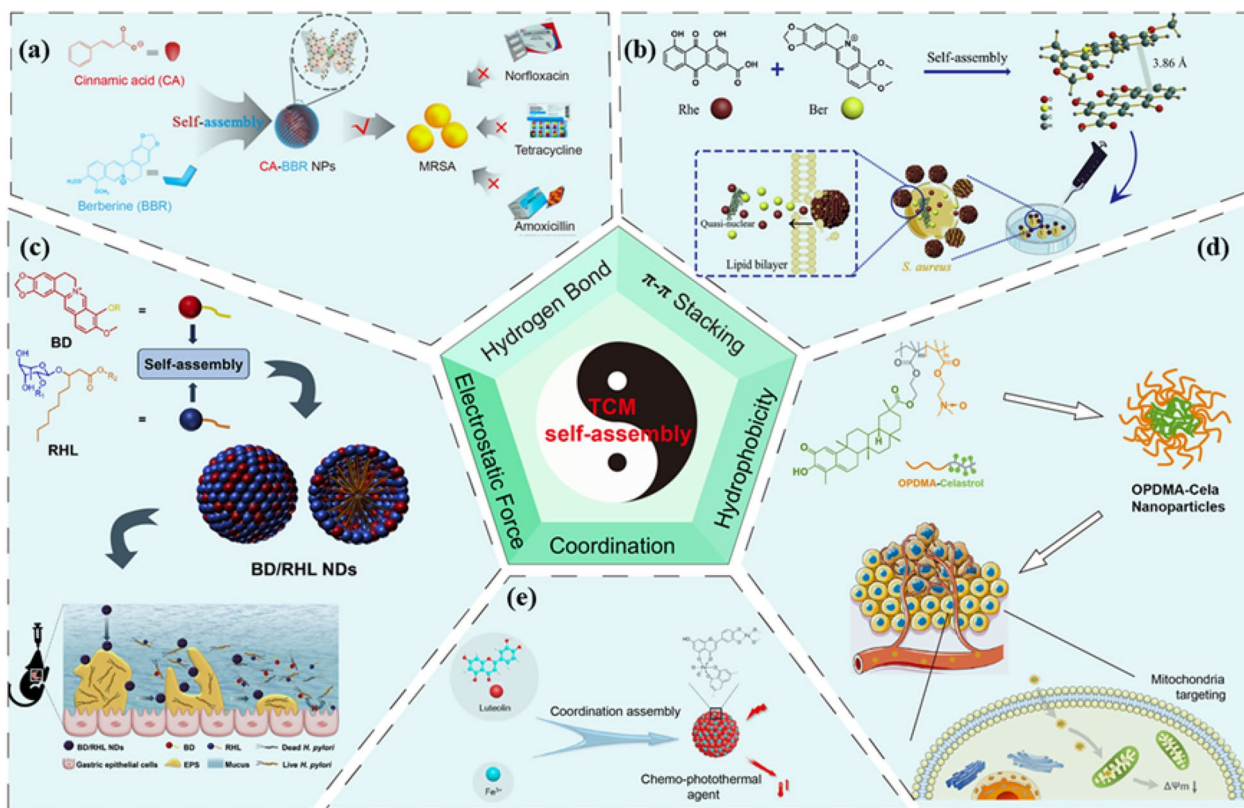 (a)
Cinnamic acid (CA)
Berberine (BBR)
H₃CO
OCH₃
Self-assembly
CA-BBR NPs
MRSA
Norfloxacin
Tetracycline
Amoxicillin
(b)
Rhe
Ber
Self-assembly
3.86 Å
Quasi-nuclear
Lipid bilayer
S. aureus
(c)
BD
OR
RHL
Self-assembly
BD/RHL NDs
BD/RHL NDs
BD
RHL
Dead H. pylori
Gastric epithelial cells
EPS
Mucus
Live H. pylori
Hydrogen Bond
π-π Stacking
Electrostatic Force
Hydrophobicity
Coordination
TCM
self-assembly
(d)
OPDMA-Celastrol
OPDMA-Cela
Nanoparticles
Mitochondria
targeting
ΔΨm↓
(e)
Luteolin
Fe³⁺
Coordination assembly
Chemo-photothermal
agent